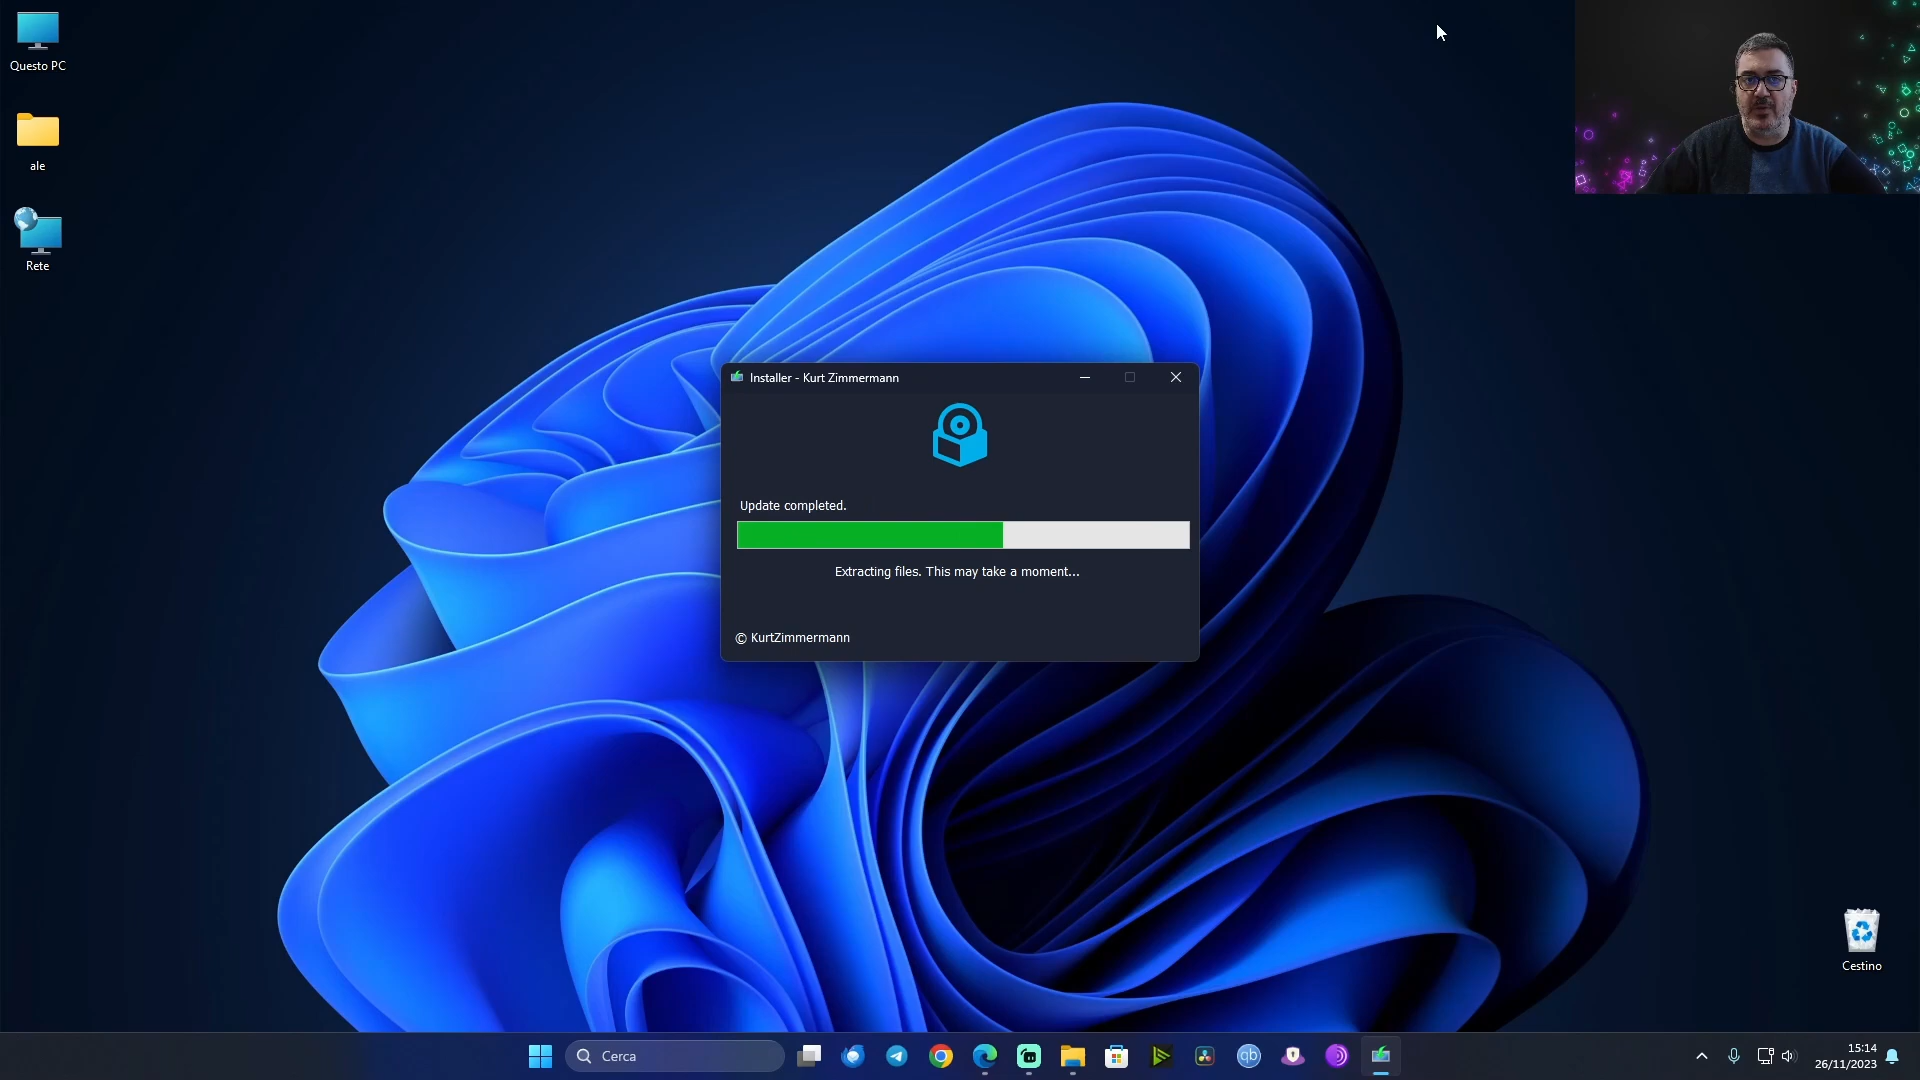 Questo PC
ale
Rete
Installer - Kurt Zimmermann
Update completed.
Extracting files. This may take a moment...
© KurtZimmermann
Cestino
Cerca
qb
15:14
26/11/2023